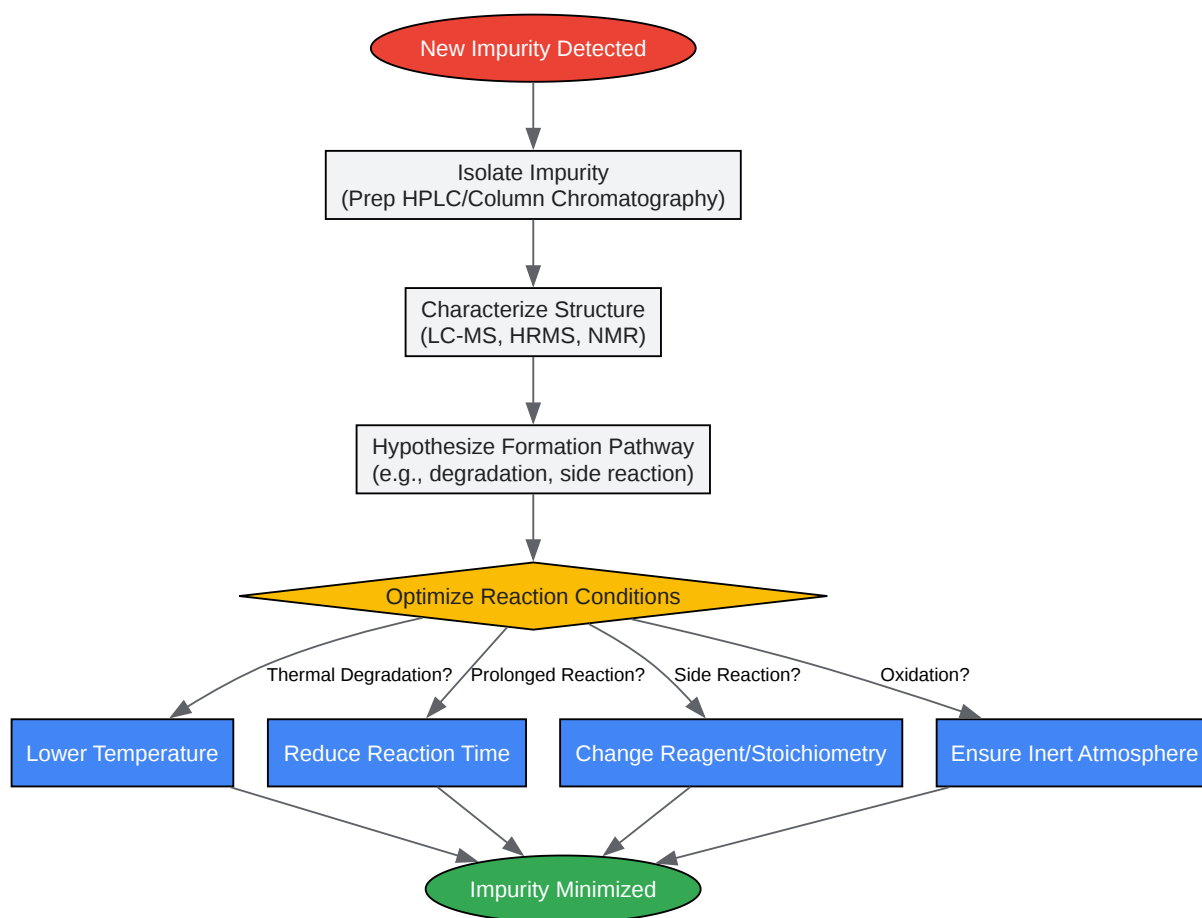 New Impurity Detected
Isolate Impurity
(Prep HPLC/Column Chromatography)
Characterize Structure
(LC-MS, HRMS, NMR)
Hypothesize Formation Pathway
(e.g., degradation, side reaction)
Optimize Reaction Conditions
Thermal Degradation?
Prolonged Reaction?
Side Reaction?
Oxidation?
Lower Temperature
Reduce Reaction Time
Change Reagent/Stoichiometry
Ensure Inert Atmosphere
Impurity Minimized